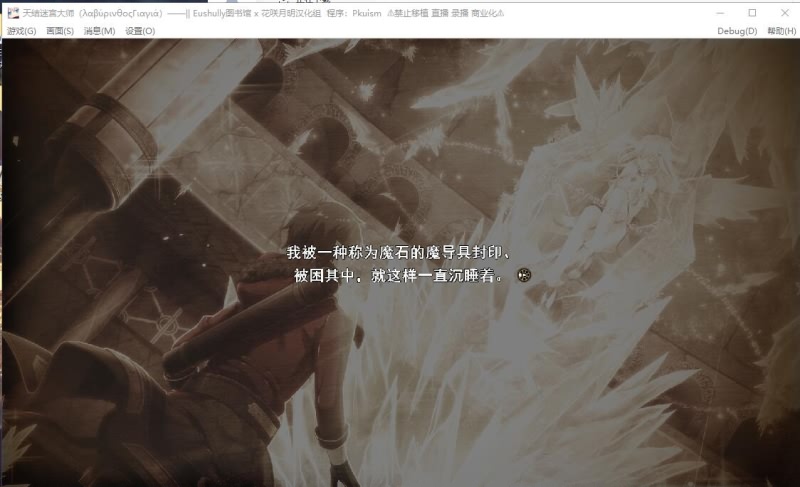 天结迷宫大师（λαβύρινθοςΓιαγιά）——|| Eushully图书馆 x 花咲月明汉化组 程序：Pkuism ⚠禁止移植 直播 录播 商业化⚠
游戏(G) 画面(S) 消息(M) 设置(O) Debug(D) 帮助(H)
我被一种称为魔石的魔导具封印、
被困其中，就这样一直沉睡着。